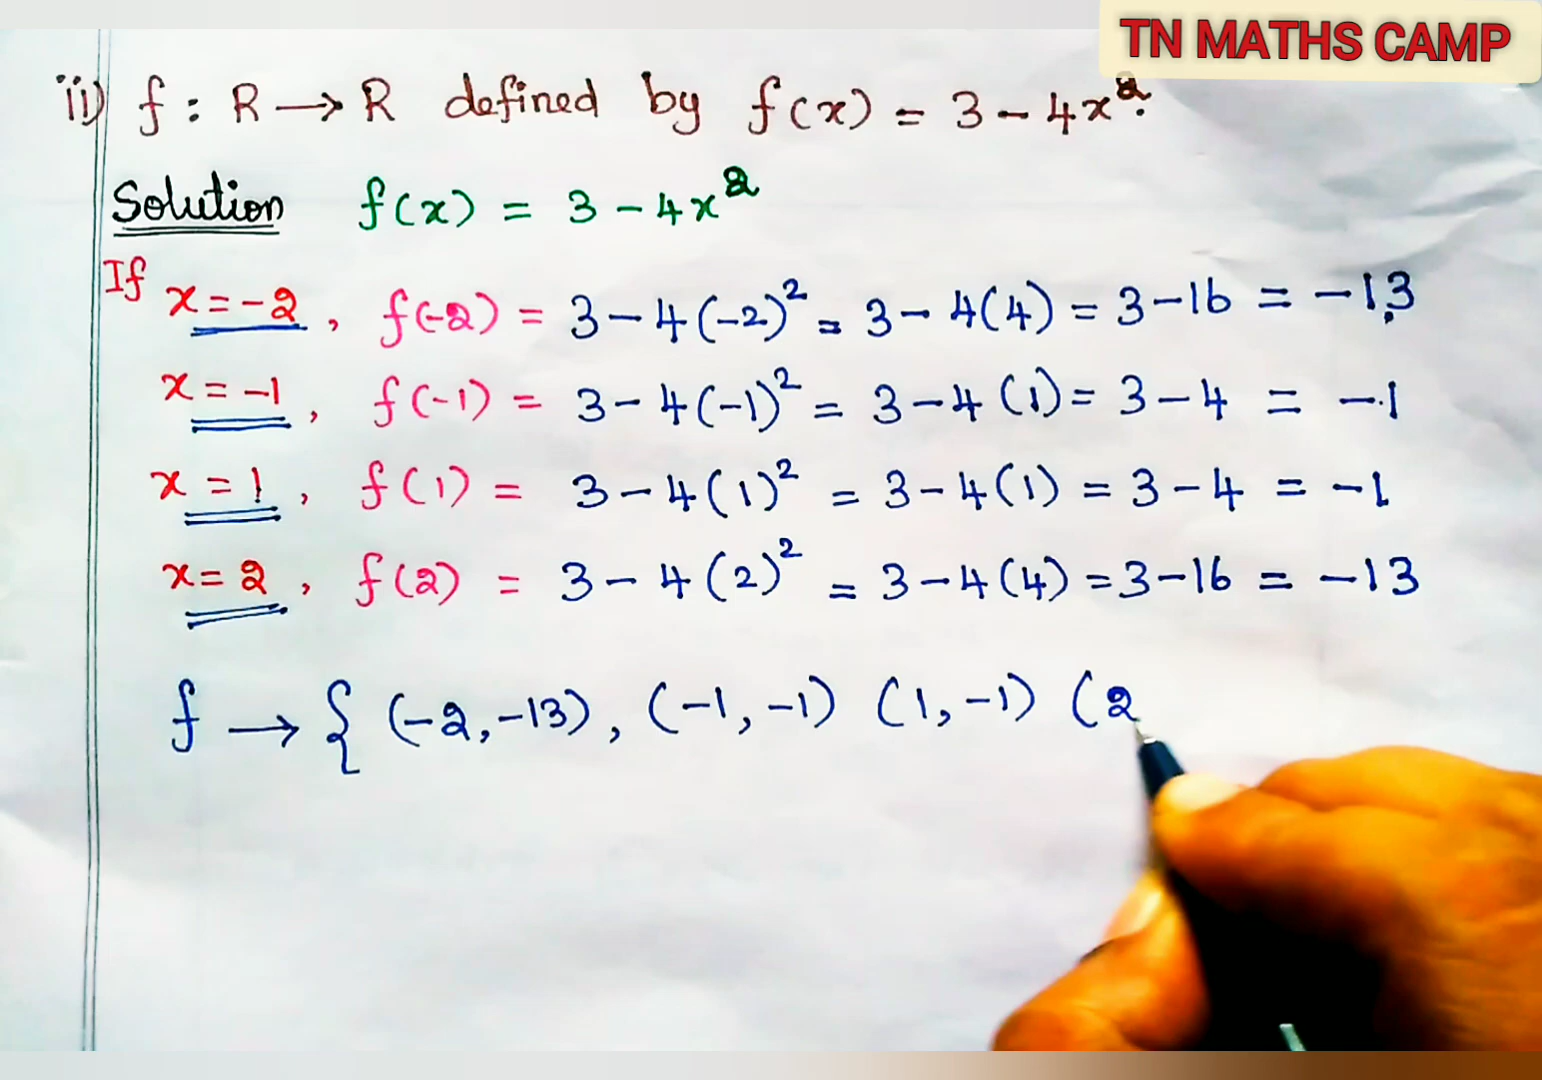 TN MATHS CAMP
ii) f : R → R defined by f(x) = 3 - 4x².
Solution f(x) = 3 - 4x²
If x = -2, f(-2) = 3 - 4(-2)² = 3 - 4(4) = 3 - 16 = -13
x = -1, f(-1) = 3 - 4(-1)² = 3 - 4(1) = 3 - 4 = -1
x = 1, f(1) = 3 - 4(1)² = 3 - 4(1) = 3 - 4 = -1
x = 2, f(2) = 3 - 4(2)² = 3 - 4(4) = 3 - 16 = -13
f → { (-2, -13), (-1, -1) (1, -1) (2